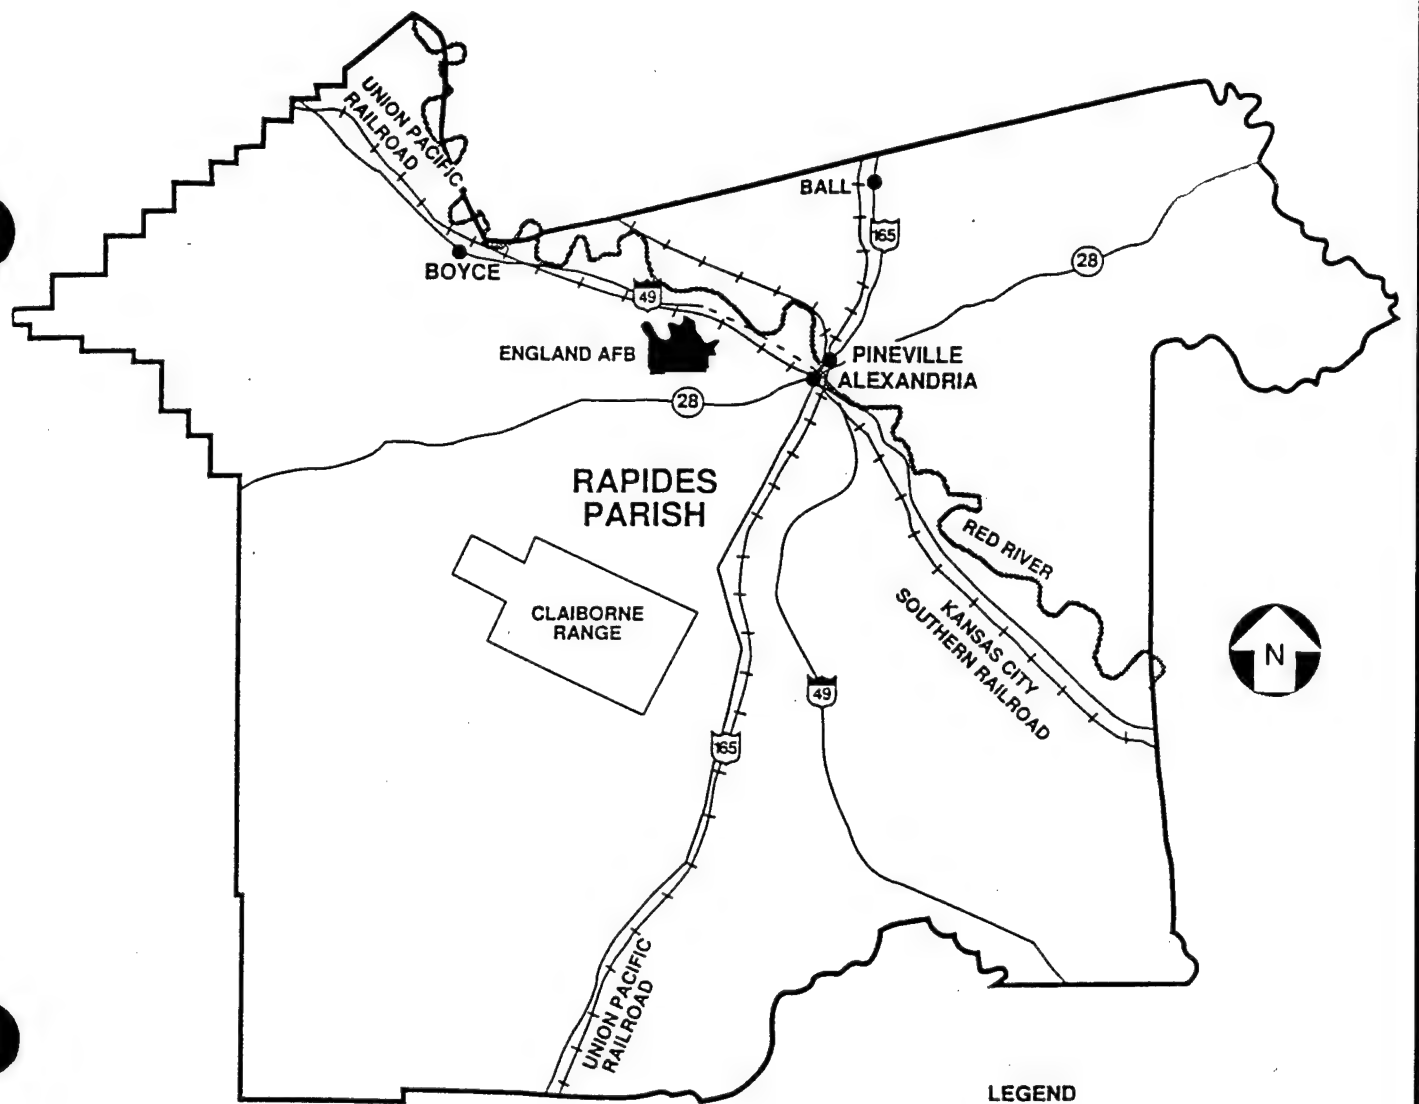 UNION PACIFIC
RAILROAD
BALL
165
28
BOYCE
49
ENGLAND AFB
PINEVILLE
ALEXANDRIA
28
RAPIDES
PARISH
RED RIVER
CLAIBORNE
RANGE
KANSAS CITY
SOUTHERN RAILROAD
N
49
165
UNION PACIFIC
RAILROAD
LEGEND